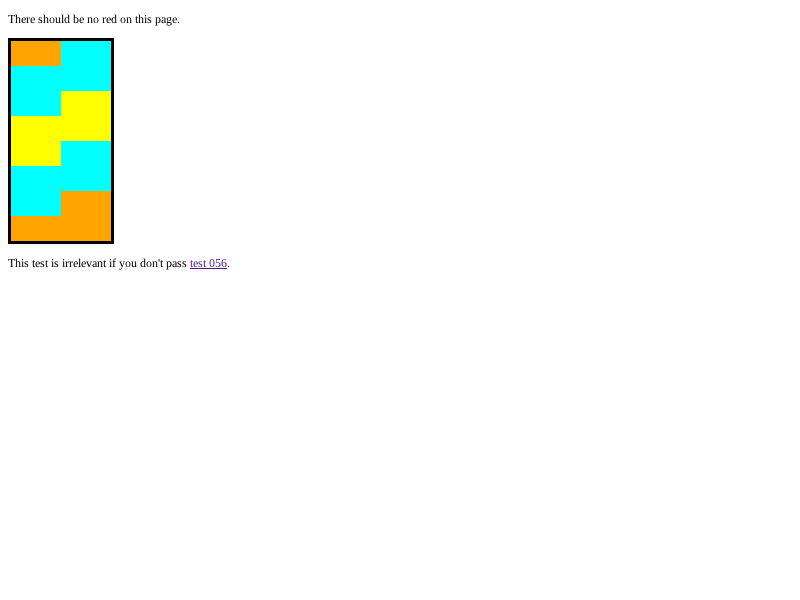 There should be no red on this page.
This test is irrelevant if you don't pass test 056.